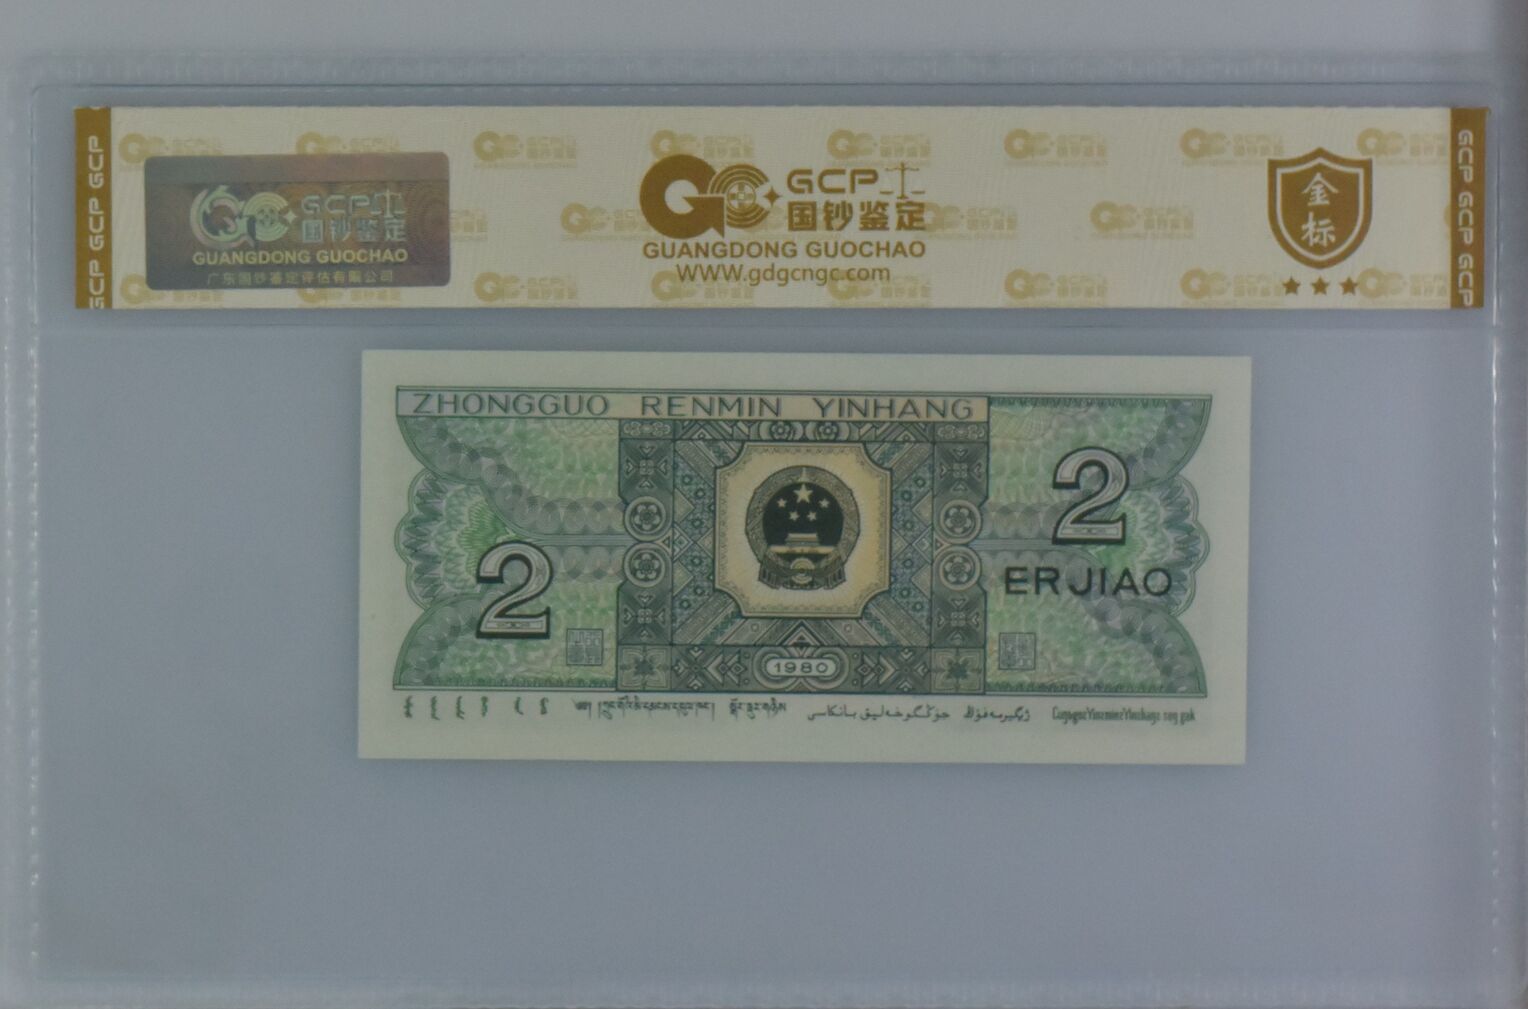 GCP GCP GCP
GCP
国钞鉴定
GUANGDONG GUOCHAO
广东国钞鉴定评估有限公司
GCP
国钞鉴定
GUANGDONG GUOCHAO
WWW.gdgcngc.com
金标
GCP GCP GCP
ZHONGGUO RENMIN YINHANG
2
2
ERJIAO
1980